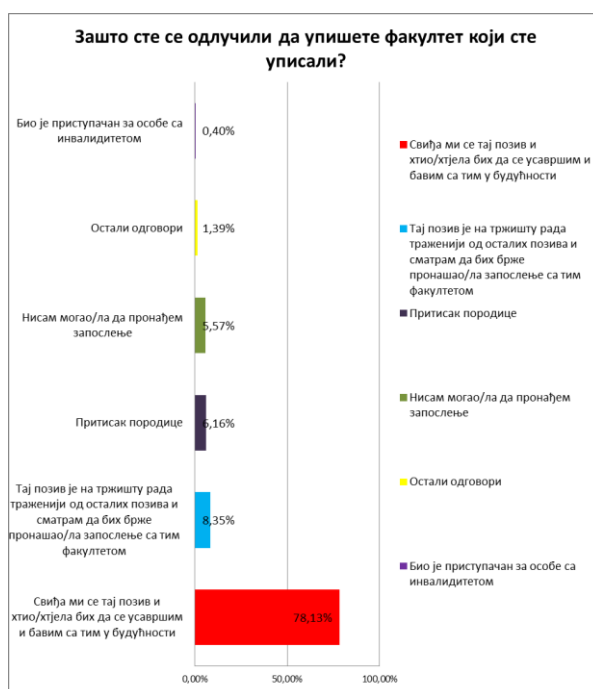 Зашто сте се одлучили да упишете факултет који сте
уписали?
Био је приступачан за особе са
инвалидитетом
0,40%
Остали одговори
1,39%
Нисам могао/ла да пронађем
запослење
5,57%
Притисак породице
6,16%
Тај позив је на тржишту рада
траженији од осталих позива и
сматрам да бих брже
пронашао/ла запослење са тим
факултетом
8,35%
Свиђа ми се тај позив и
хтио/хтјела бих да се усавршим
и бавим са тим у будућности
78,13%
0,00%
50,00%
100,00%
Свиђа ми се тај позив и
хтио/хтјела бих да се усавршим и
бавим са тим у будућности
Тај позив је на тржишту рада
траженији од осталих позива и
сматрам да бих брже
пронашао/ла запослење са тим
факултетом
Притисак породице
Нисам могао/ла да пронађем
запослење
Остали одговори
Био је приступачан за особе са
инвалидитетом